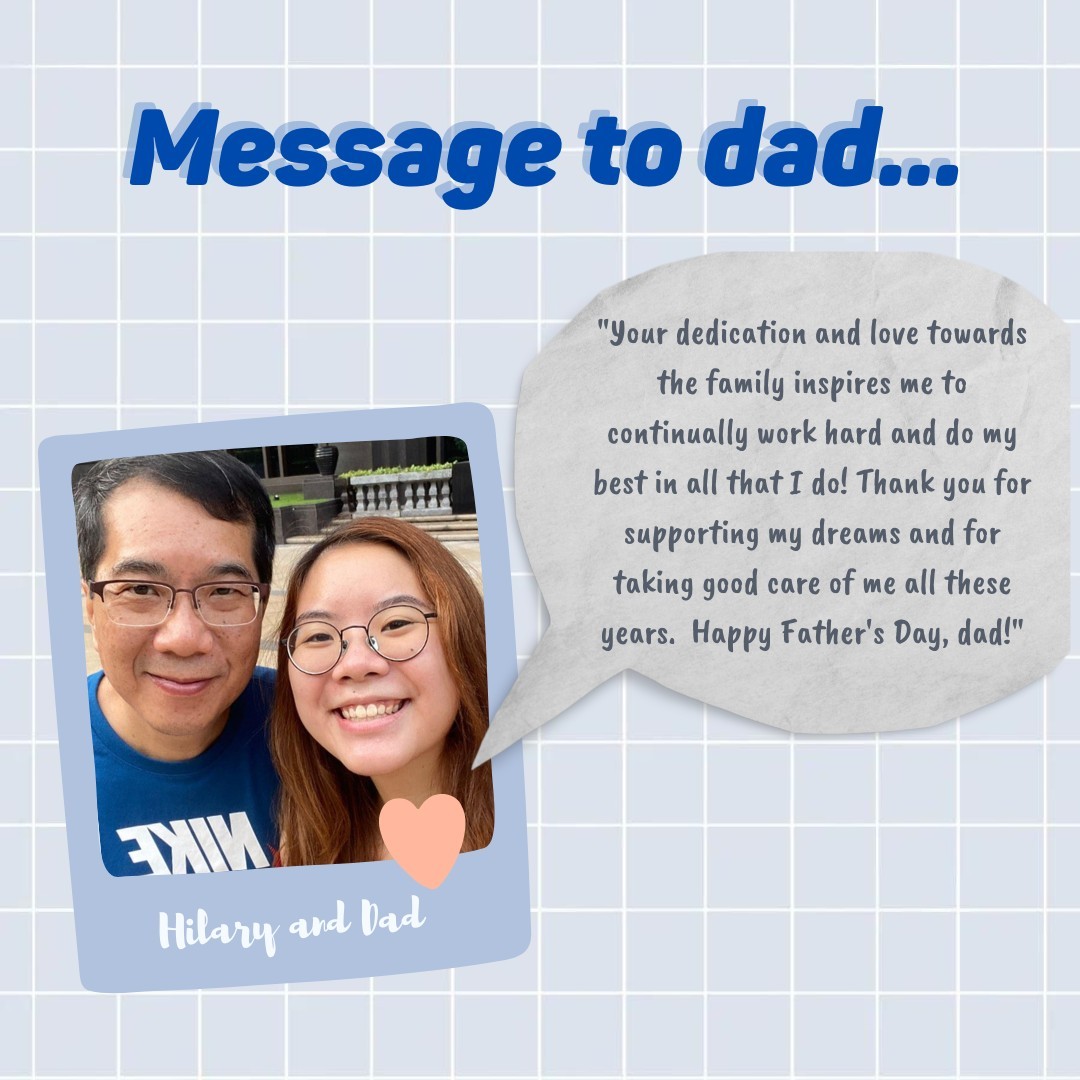 Message to dad...
"Your dedication and love towards
the family inspires me to
continually work hard and do my
best in all that I do! Thank you for
supporting my dreams and for
taking good care of me all these
years.  Happy Father's Day, dad!"
NIKE
Hilary and Dad